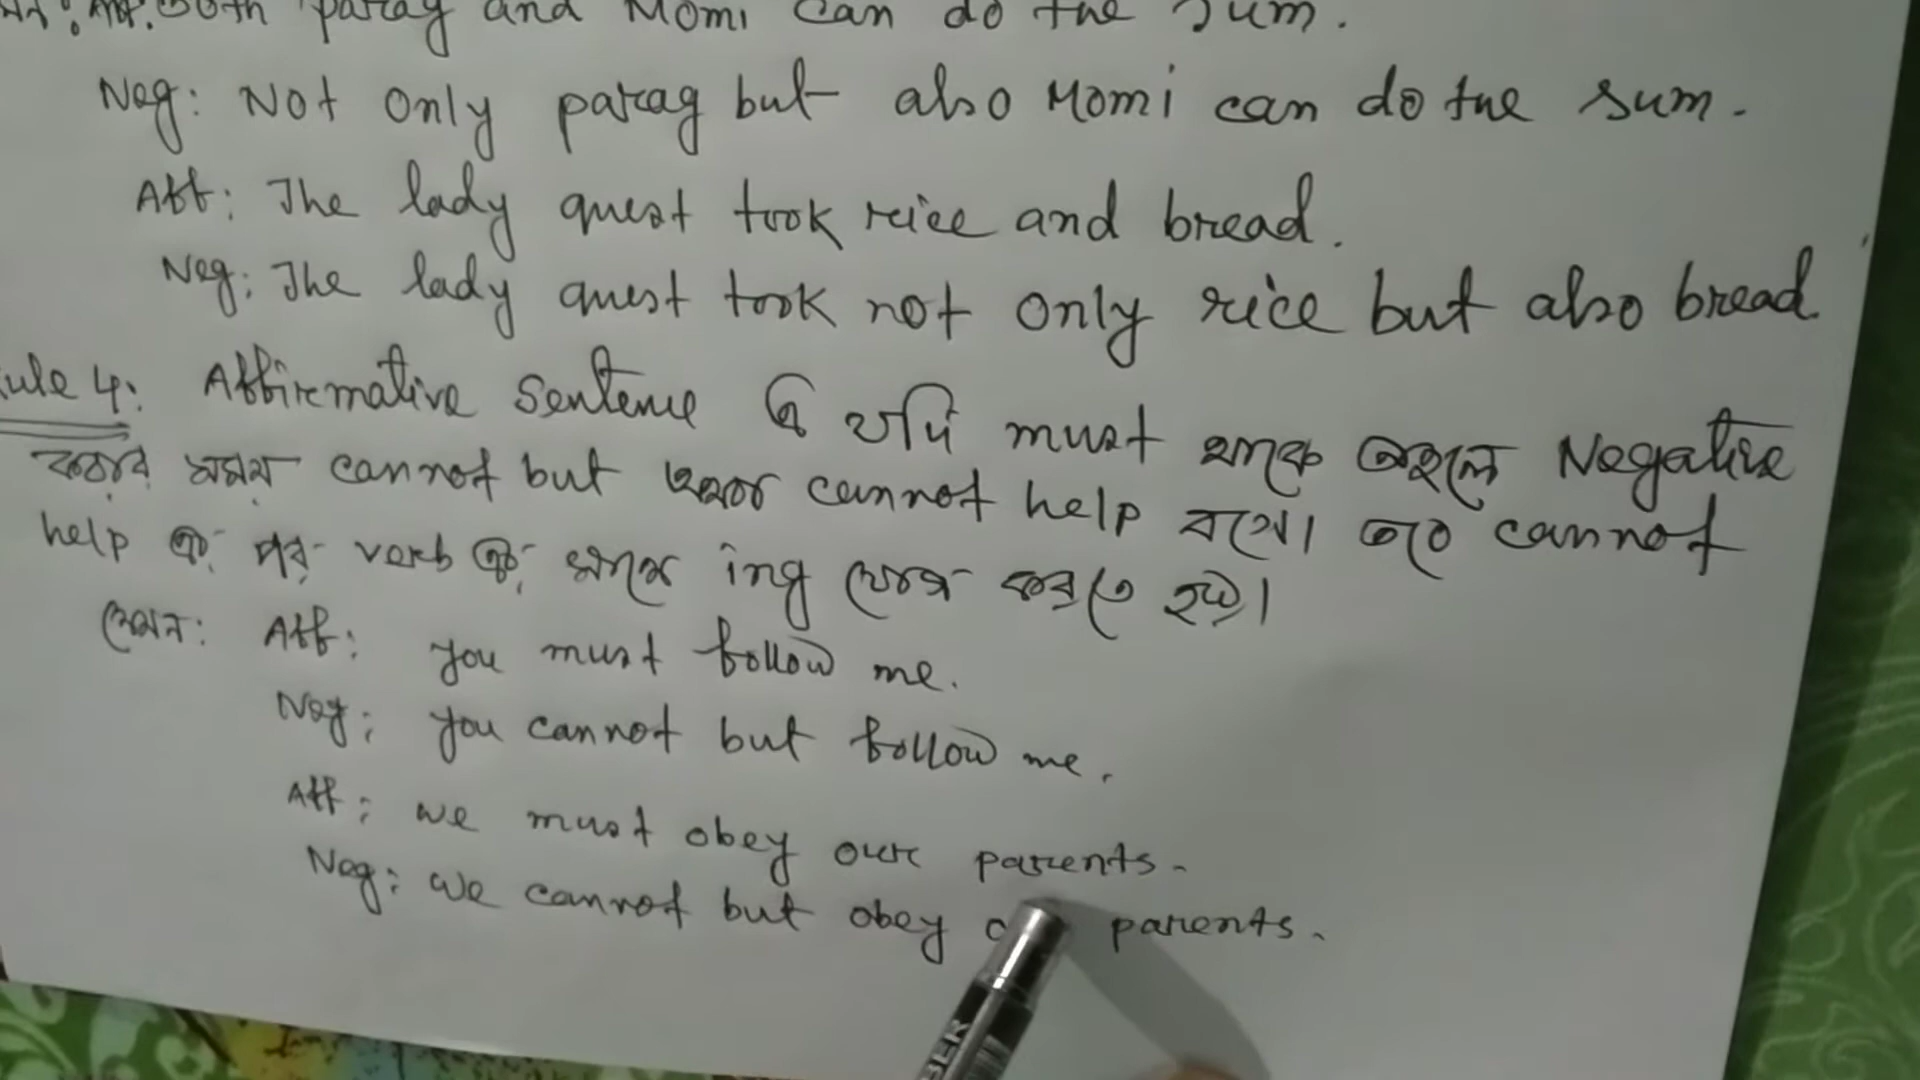 Both Parag and Momi can do the sum.
Neg: Not only parag but also Momi can do the sum.
Aff: The lady guest took rice and bread.
Neg: The lady guest took not only rice but also bread
Rule 4: Affirmative Sentence এ যদি must থাকে তাহলে Negative
করার সময় cannot but অথবা cannot help বসে। তবে cannot
help এর পর verb এর সাথে ing যোগ করতে হয়।
যেমন: Aff: you must follow me.
Neg: you cannot but follow me.
Aff: we must obey our parents.
Neg: we cannot but obey parents.